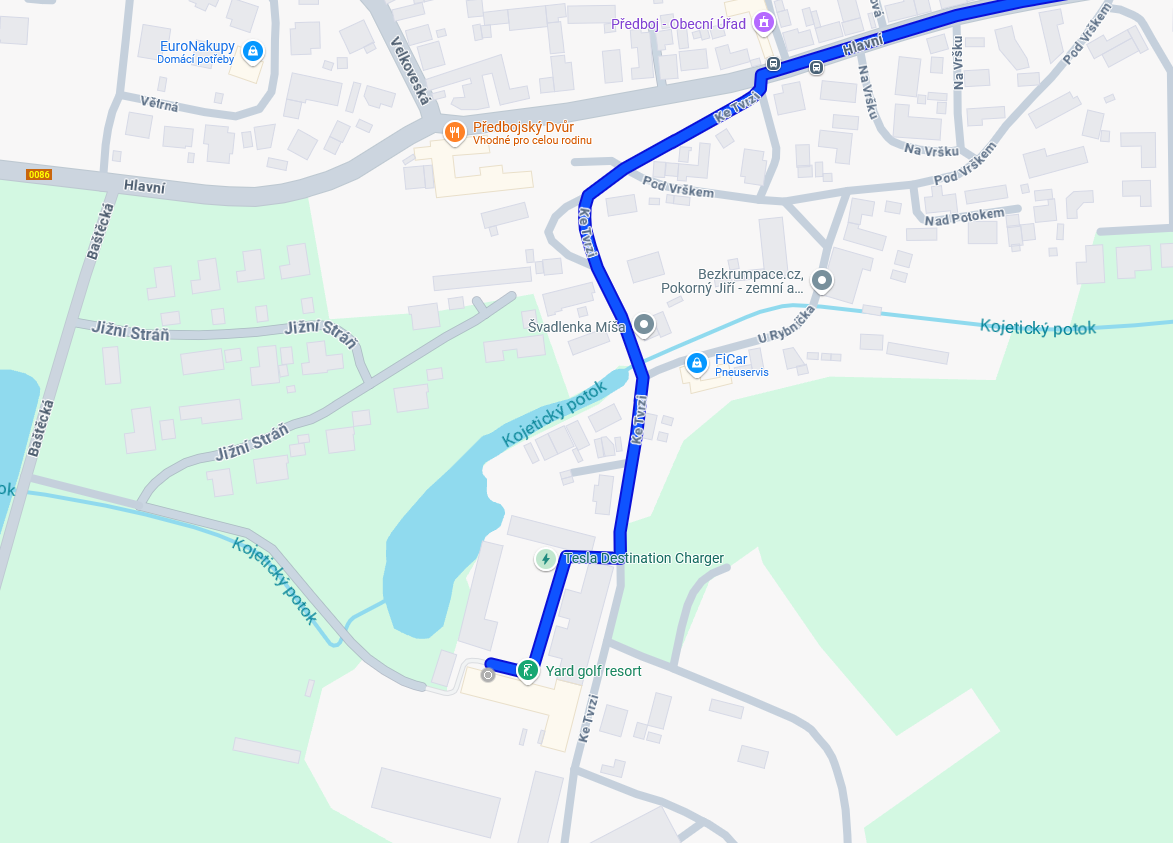 Předboj - Obecní Úřad
EuroNákupy
Domácí potřeby
Velkoveská
Hlavní
Na Vršku
Na Vršku
Pod Vrškem
Větrná
Ke Tvrzi
Předbojský Dvůr
Vhodné pro celou rodinu
Na Vršku
0086
Hlavní
Pod Vrškem
Pod Vrškem
Baštěcká
Nad Potokem
Ke Tvrzi
Bezkrumpace.cz,
Pokorný Jiří - zemní a...
Jižní Stráň
Jižní Stráň
Švadlenka Míša
U Rybníčka
Kojetický potok
FiCar
Pneuservis
Kojetický potok
Baštěcká
Ke Tvrzi
Jižní Stráň
ok
Kojetický potok
Tesla Destination Charger
Yard golf resort
Ke Tvrzi